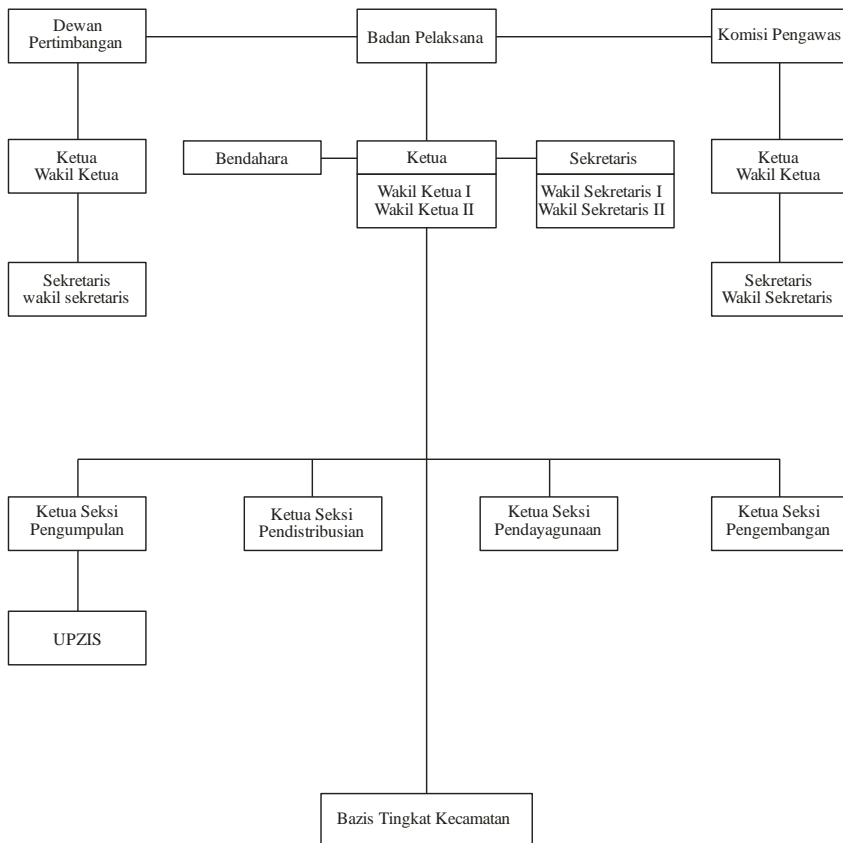 Dewan
Pertimbangan
Badan Pelaksana
Komisi Pengawas
Ketua
Wakil Ketua
Bendahara
Ketua
Wakil Ketua I
Wakil Ketua II
Sekretaris
Wakil Sekretaris I
Wakil Sekretaris II
Ketua
Wakil Ketua
Sekretaris
wakil sekretaris
Sekretaris
Wakil Sekretaris
Ketua Seksi
Pengumpulan
Ketua Seksi
Pendistribusian
Ketua Seksi
Pendayagunaan
Ketua Seksi
Pengembangan
UPZIS
Bazis Tingkat Kecamatan